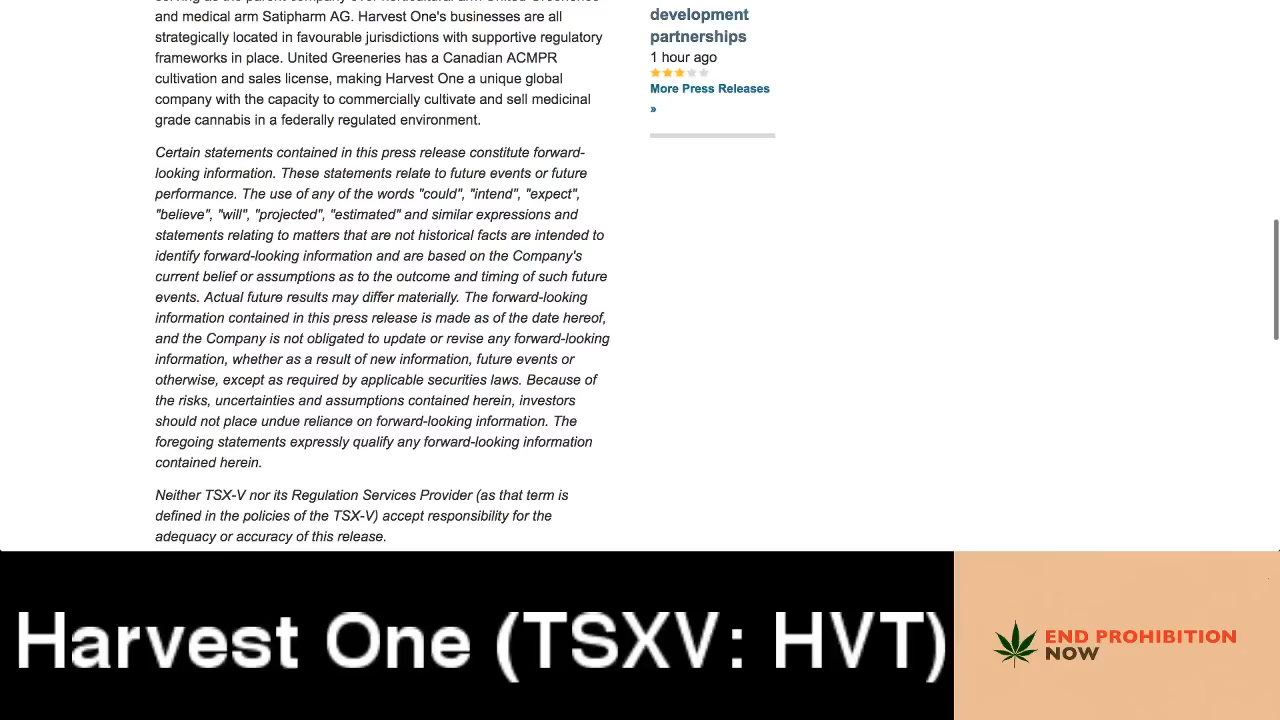 and medical arm Satipharm AG. Harvest One's businesses are all
strategically located in favourable jurisdictions with supportive regulatory
frameworks in place. United Greeneries has a Canadian ACMPR
cultivation and sales license, making Harvest One a unique global
company with the capacity to commercially cultivate and sell medicinal
grade cannabis in a federally regulated environment.
Certain statements contained in this press release constitute forward-
looking information. These statements relate to future events or future
performance. The use of any of the words "could", "intend", "expect",
"believe", "will", "projected", "estimated" and similar expressions and
statements relating to matters that are not historical facts are intended to
identify forward-looking information and are based on the Company's
current belief or assumptions as to the outcome and timing of such future
events. Actual future results may differ materially. The forward-looking
information contained in this press release is made as of the date hereof,
and the Company is not obligated to update or revise any forward-looking
information, whether as a result of new information, future events or
otherwise, except as required by applicable securities laws. Because of
the risks, uncertainties and assumptions contained herein, investors
should not place undue reliance on forward-looking information. The
foregoing statements expressly qualify any forward-looking information
contained herein.
Neither TSX-V nor its Regulation Services Provider (as that term is
defined in the policies of the TSX-V) accept responsibility for the
adequacy or accuracy of this release.
development
partnerships
1 hour ago
More Press Releases
»
Harvest One (TSXV: HVT)
END PROHIBITION
NOW